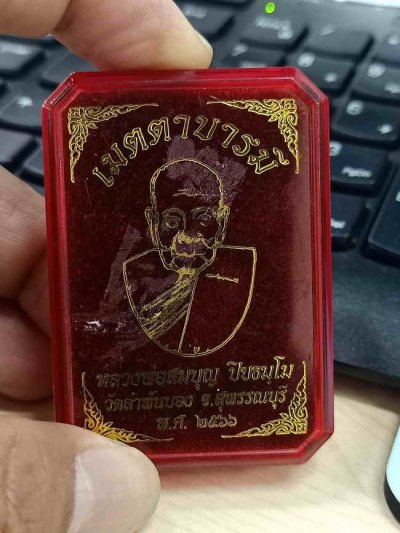 เมตตาบารมี
หลวงพ่อสมบุญ ปิยธมฺโม
วัดลำพันบอง จ.สุพรรณบุรี
พ.ศ. ๒๕๖๖